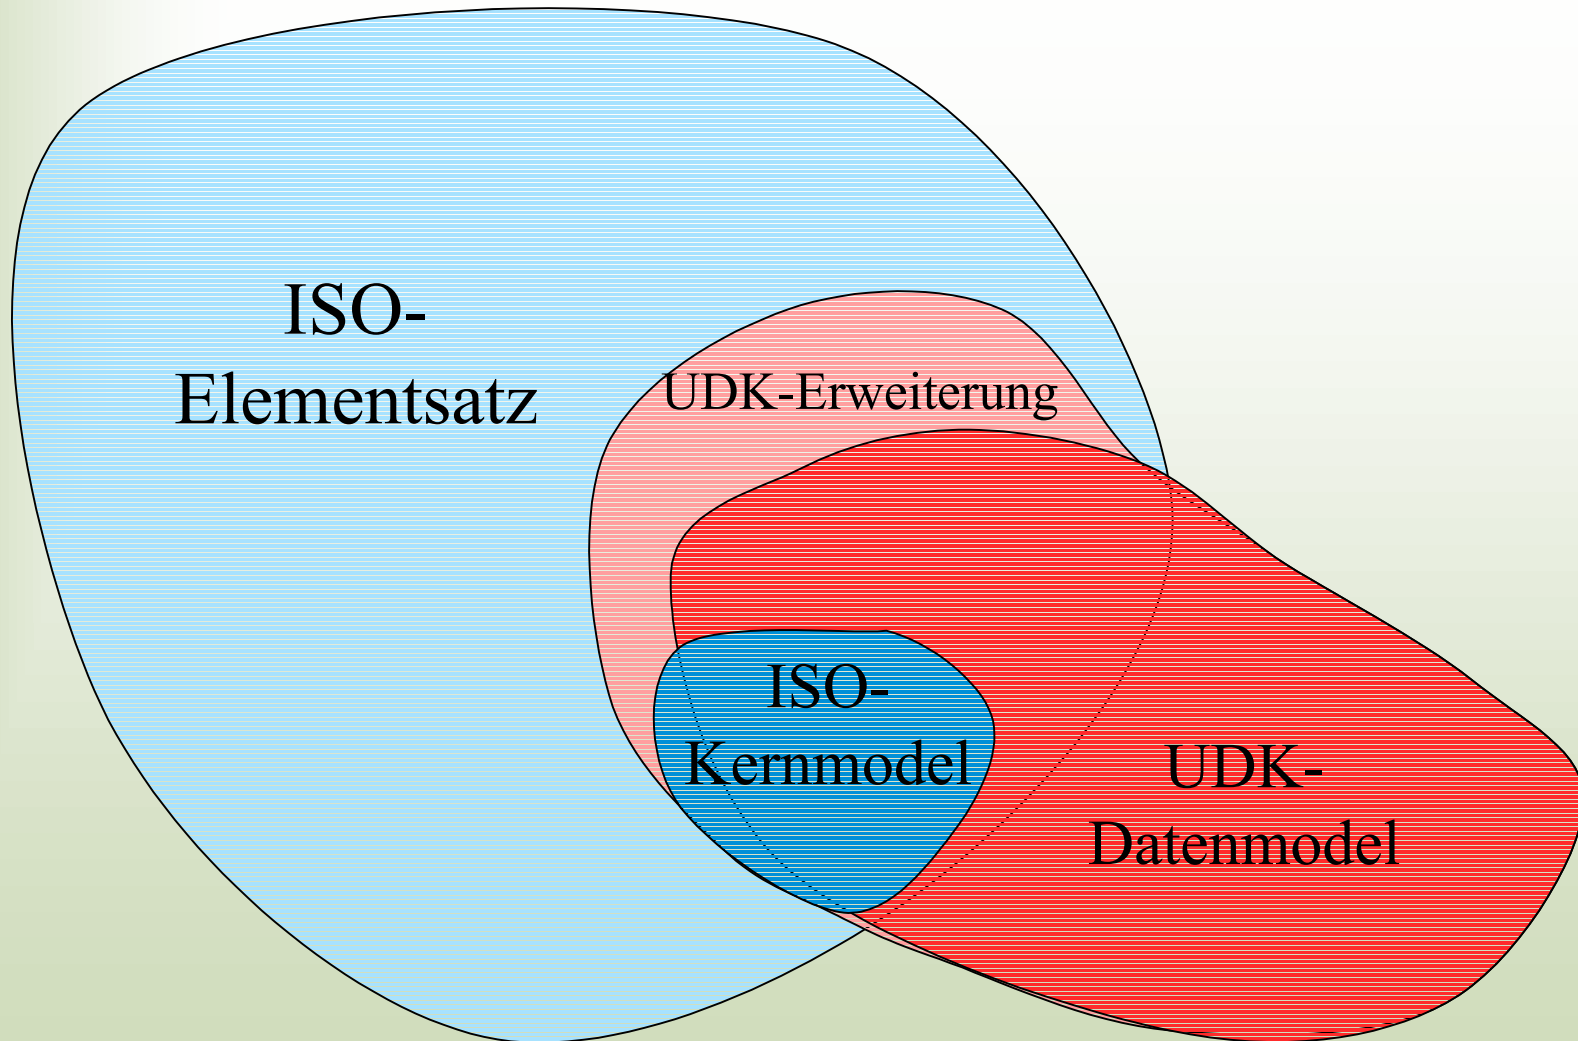 ISO-
Elementsatz
UDK-Erweiterung
ISO-
Kernmodel
UDK-
Datenmodel